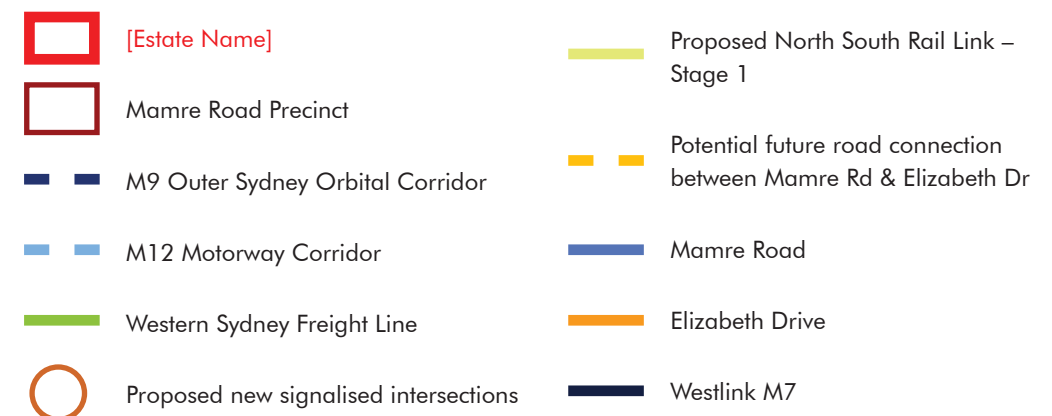 [Estate Name]
Mamre Road Precinct
M9 Outer Sydney Orbital Corridor
M12 Motorway Corridor
Western Sydney Freight Line
Proposed new signalised intersections
Proposed North South Rail Link –
Stage 1
Potential future road connection
between Mamre Rd & Elizabeth Dr
Mamre Road
Elizabeth Drive
Westlink M7